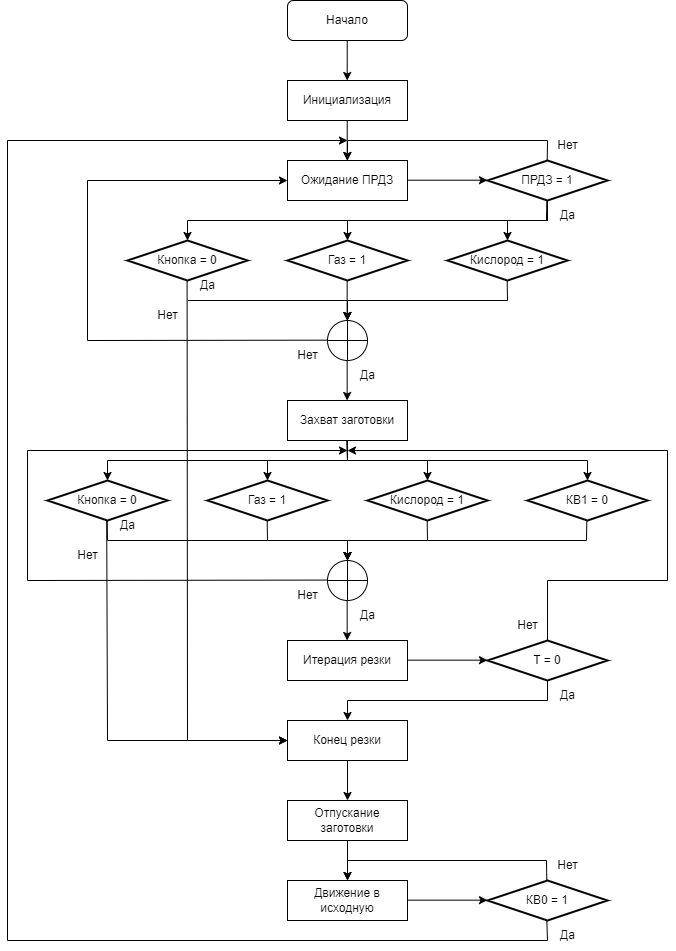 Начало
Инициализация
Нет
Ожидание ПРДЗ
ПРДЗ = 1
Да
Кнопка = 0
Газ = 1
Кислород = 1
Да
Нет
Нет
Да
Захват заготовки
Кнопка = 0
Газ = 1
Кислород = 1
КВ1 = 0
Да
Нет
Нет
Да
Нет
Итерация резки
T = 0
Да
Конец резки
Отпускание
заготовки
Нет
Движение в
исходную
КВ0 = 1
Да